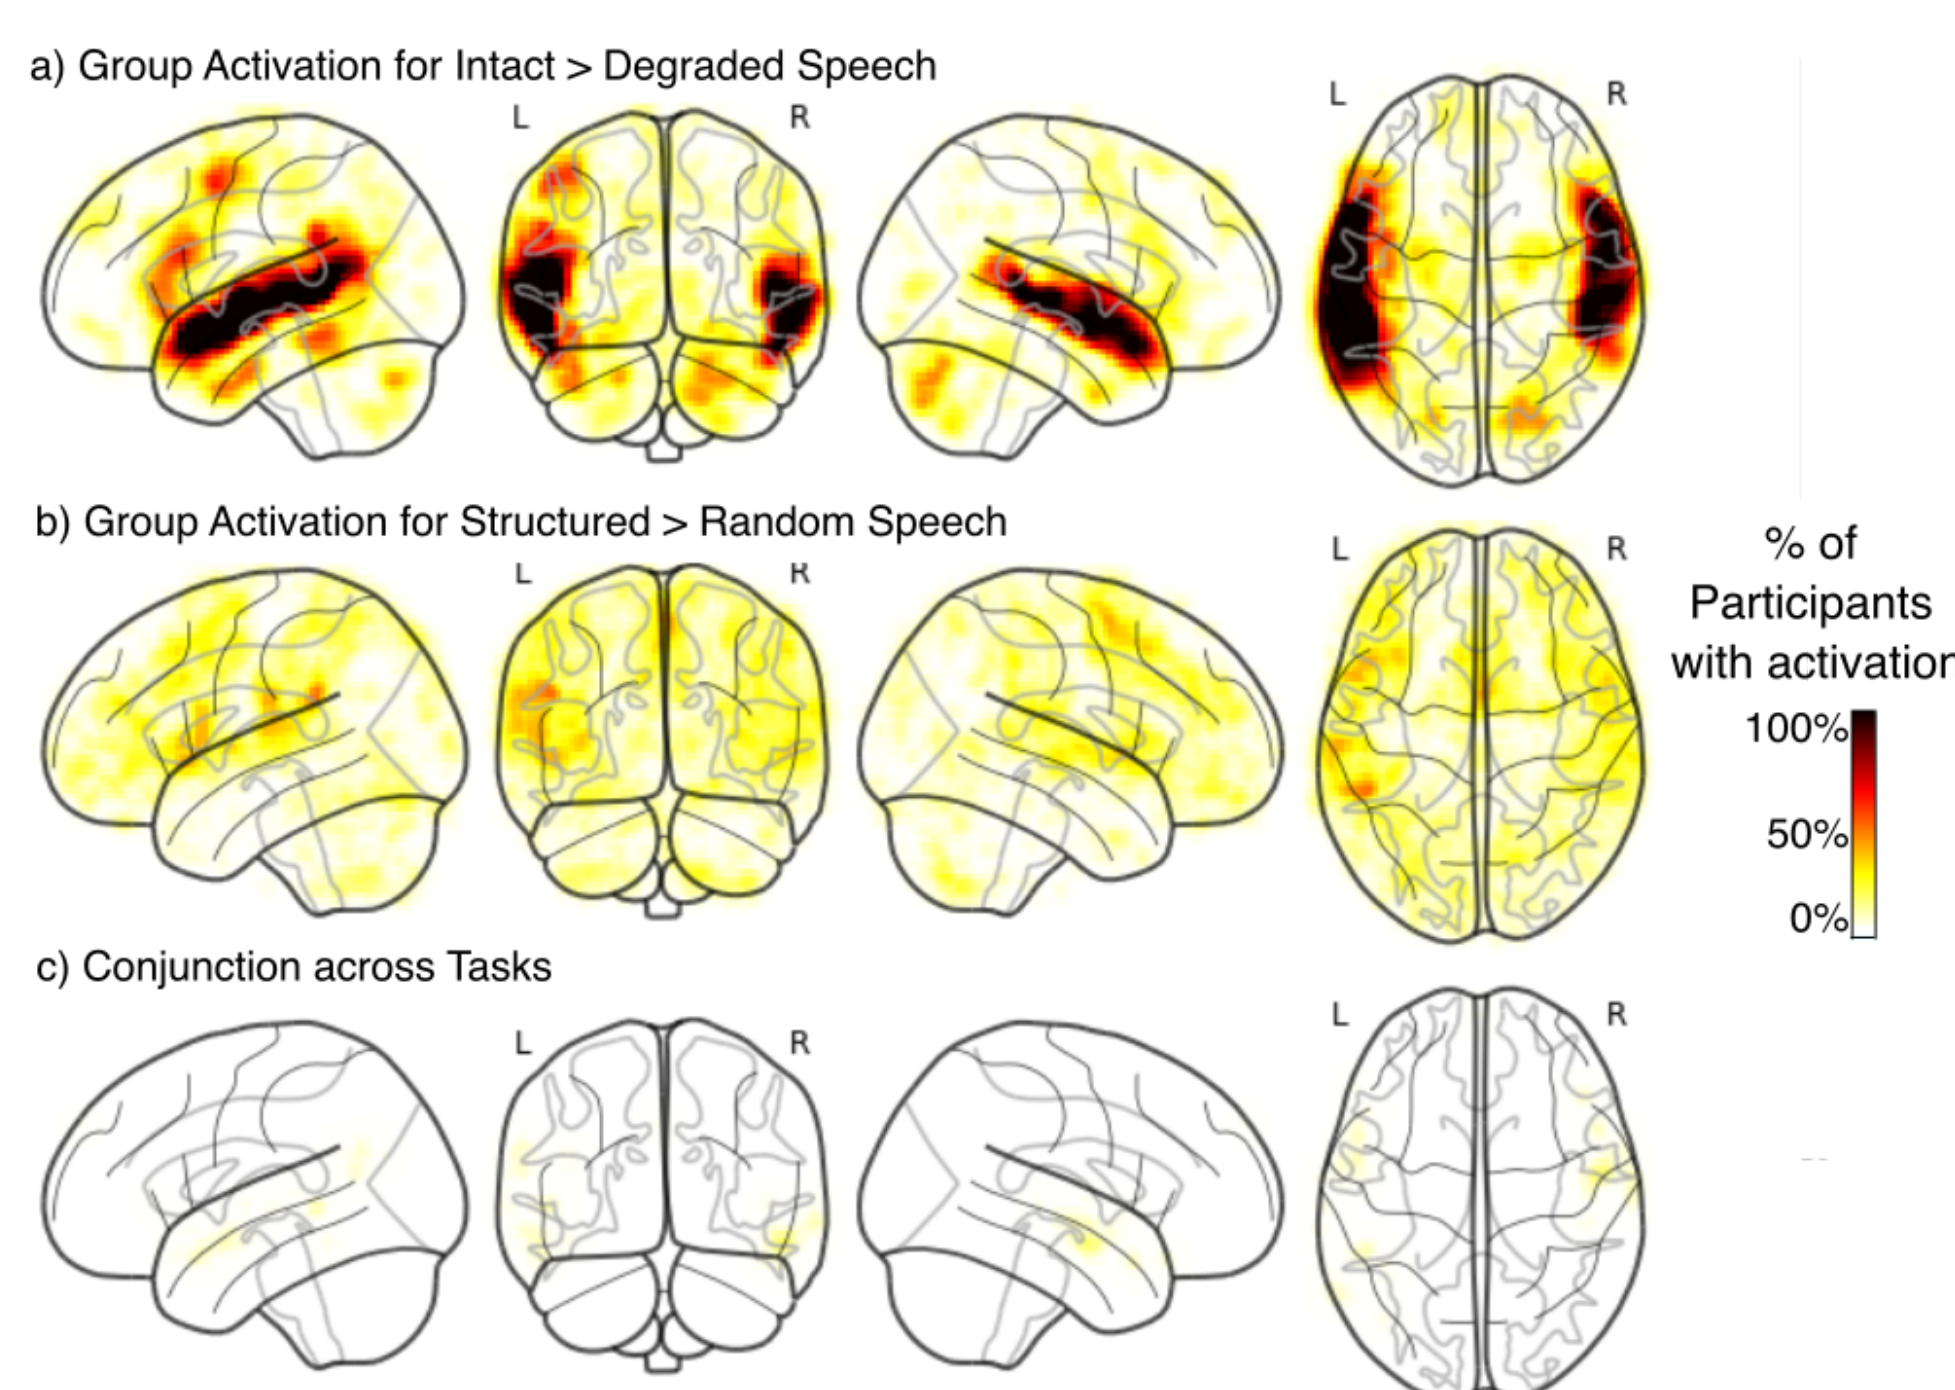 a) Group Activation for Intact > Degraded Speech
L
R
L
R
b) Group Activation for Structured > Random Speech
L
R
L
R
% of
Participants
with activation
100%
50%
0%
c) Conjunction across Tasks
L
R
L
R